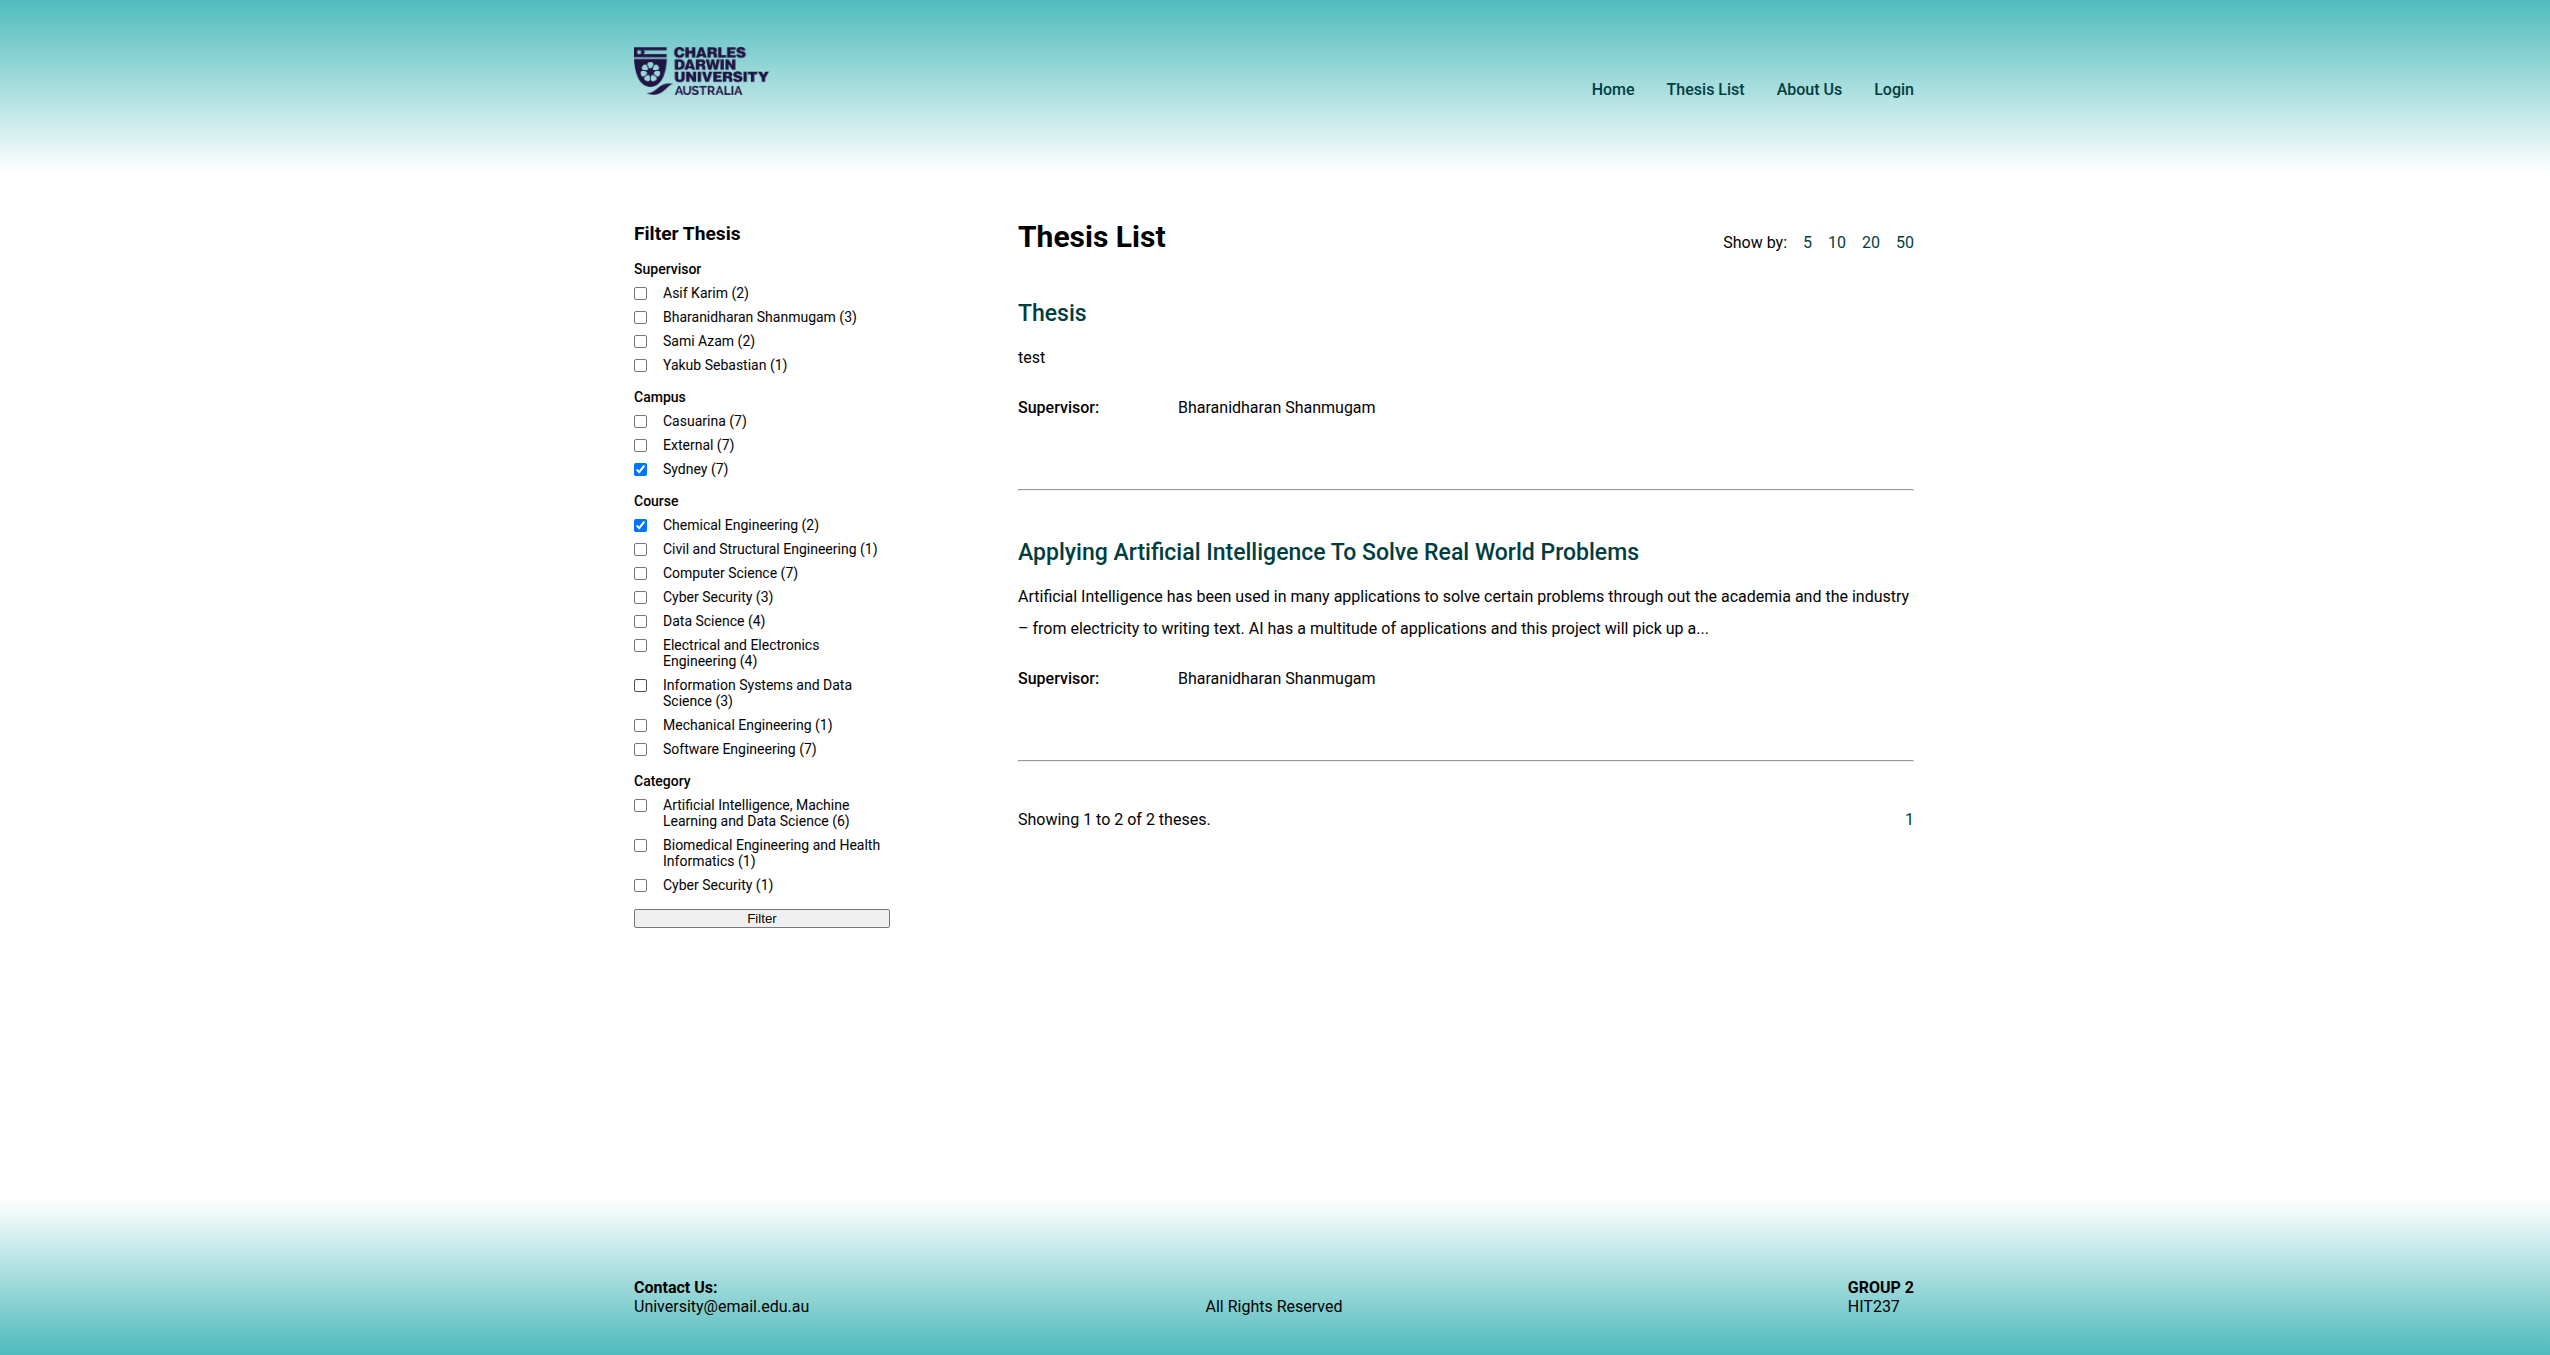 CHARLES
DARWIN
UNIVERSITY
AUSTRALIA
Home Thesis List About Us Login
Filter Thesis
Supervisor
Asif Karim (2)
Bharanidharan Shanmugam (3)
Sami Azam (2)
Yakub Sebastian (1)
Campus
Casuarina (7)
External (7)
Sydney (7)
Course
Chemical Engineering (2)
Civil and Structural Engineering (1)
Computer Science (7)
Cyber Security (3)
Data Science (4)
Electrical and Electronics
Engineering (4)
Information Systems and Data
Science (3)
Mechanical Engineering (1)
Software Engineering (7)
Category
Artificial Intelligence, Machine
Learning and Data Science (6)
Biomedical Engineering and Health
Informatics (1)
Cyber Security (1)
Filter
Thesis List
Show by: 5 10 20 50
Thesis
test
Supervisor: Bharanidharan Shanmugam
Applying Artificial Intelligence To Solve Real World Problems
Artificial Intelligence has been used in many applications to solve certain problems through out the academia and the industry
– from electricity to writing text. AI has a multitude of applications and this project will pick up a...
Supervisor: Bharanidharan Shanmugam
Showing 1 to 2 of 2 theses. 1
Contact Us:
University@email.edu.au
All Rights Reserved
GROUP 2
HIT237